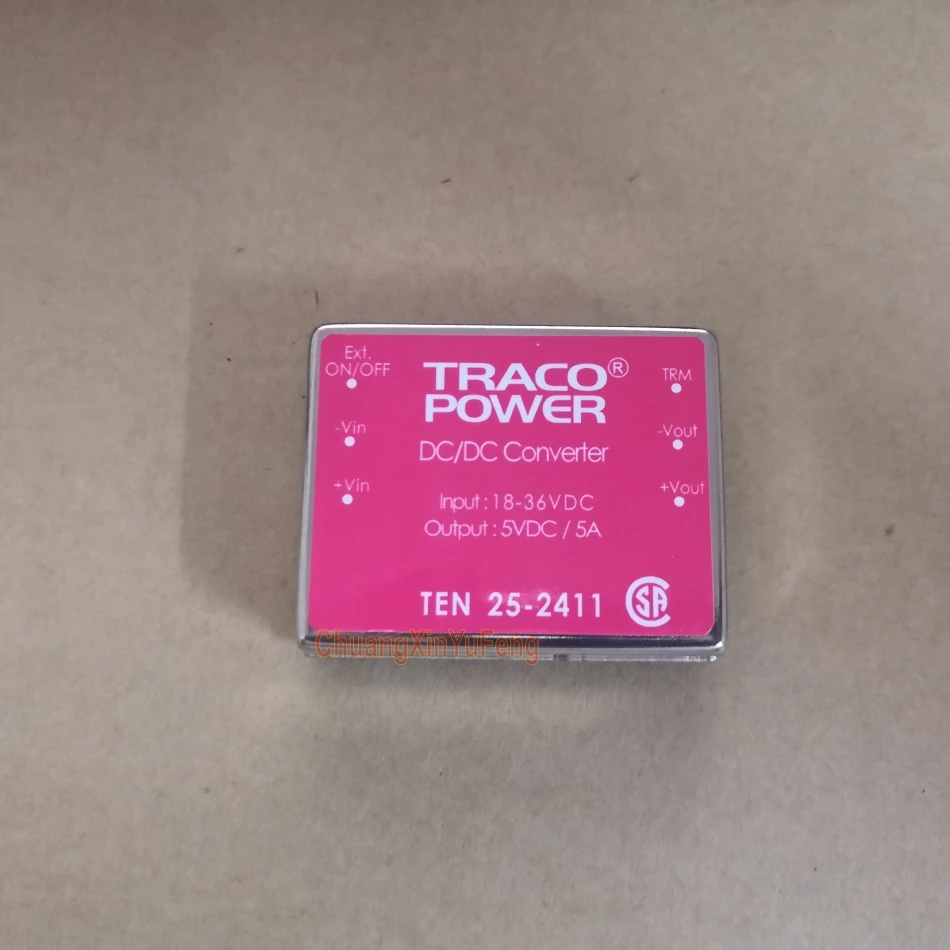 Ext.
ON/OFF
-Vin
+Vin
TRACO®
POWER
DC/DC Converter
Input : 18-36VDC
Output : 5VDC / 5A
TEN 25-2411
TRM
-Vout
+Vout
CSA
ChuangXinYuFeng